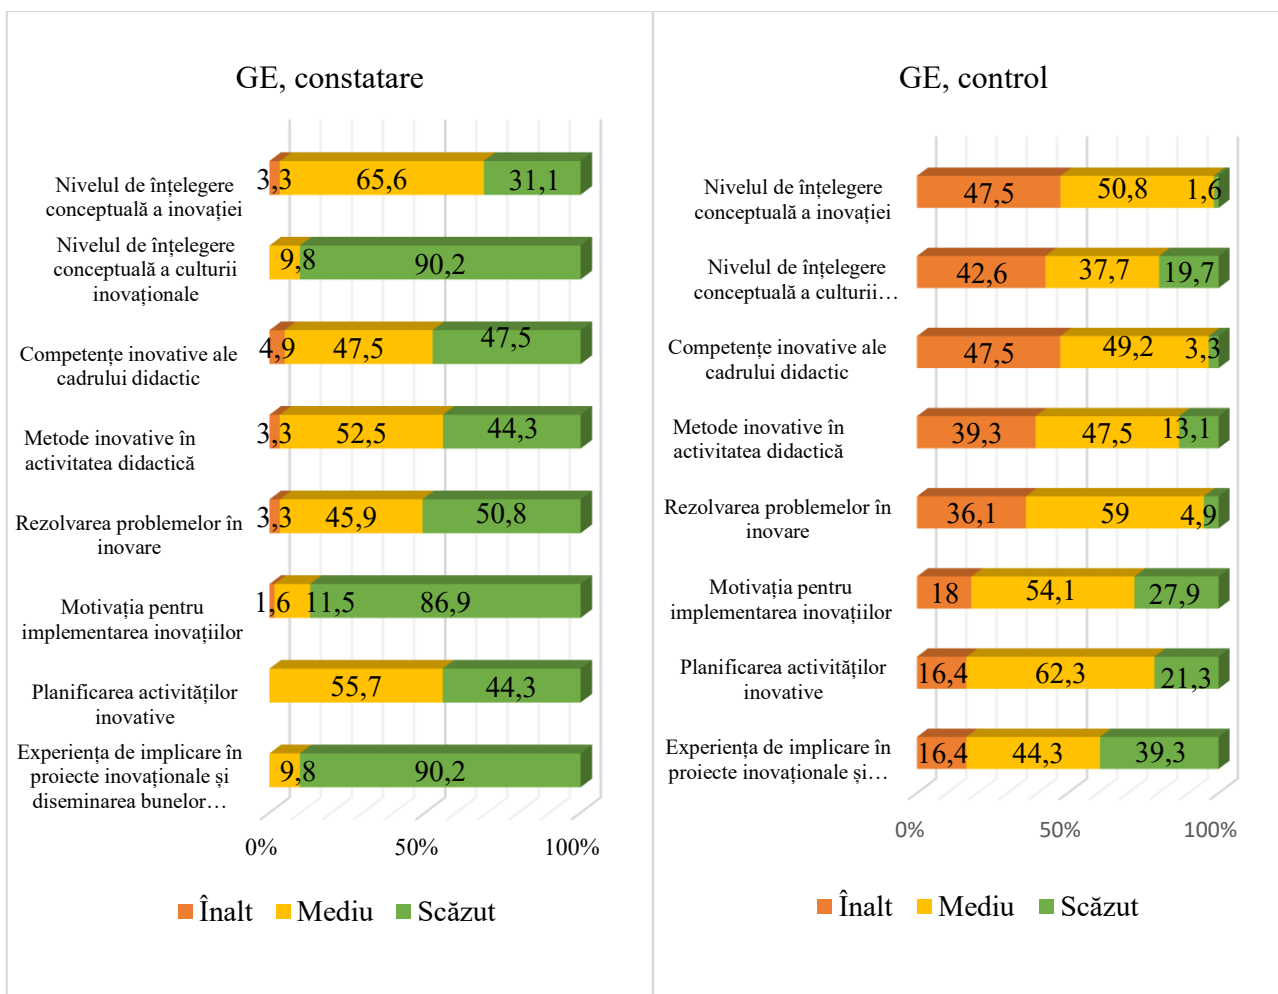 GE, constatare
Nivelul de înțelegere
conceptuală a inovației
3,3 65,6 31,1
Nivelul de înțelegere
conceptuală a culturii
inovaționale
9,8 90,2
Competențe inovative ale
cadrului didactic
4,9 47,5 47,5
Metode inovative în
activitatea didactică
3,3 52,5 44,3
Rezolvarea problemelor în
inovare
3,3 45,9 50,8
Motivația pentru
implementarea inovațiilor
1,6 11,5 86,9
Planificarea activităților
inovative
55,7 44,3
Experiența de implicare în
proiecte inovaționale și
diseminarea bunelor…
9,8 90,2
0% 50% 100%
Înalt Mediu Scăzut
GE, control
Nivelul de înțelegere
conceptuală a inovației
47,5 50,8 1,6
Nivelul de înțelegere
conceptuală a culturii…
42,6 37,7 19,7
Competențe inovative ale
cadrului didactic
47,5 49,2 3,3
Metode inovative în
activitatea didactică
39,3 47,5 13,1
Rezolvarea problemelor în
inovare
36,1 59 4,9
Motivația pentru
implementarea inovațiilor
18 54,1 27,9
Planificarea activităților
inovative
16,4 62,3 21,3
Experiența de implicare în
proiecte inovaționale și…
16,4 44,3 39,3
0% 50% 100%
Înalt Mediu Scăzut